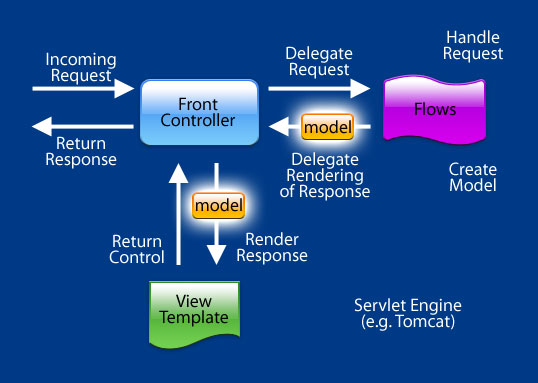 Incoming
Request
Delegate
Request
Handle
Request
Front
Controller
Flows
model
Return
Response
Delegate
Rendering
of Response
Create
Model
model
Return
Control
Render
Response
View
Template
Servlet Engine
(e.g. Tomcat)